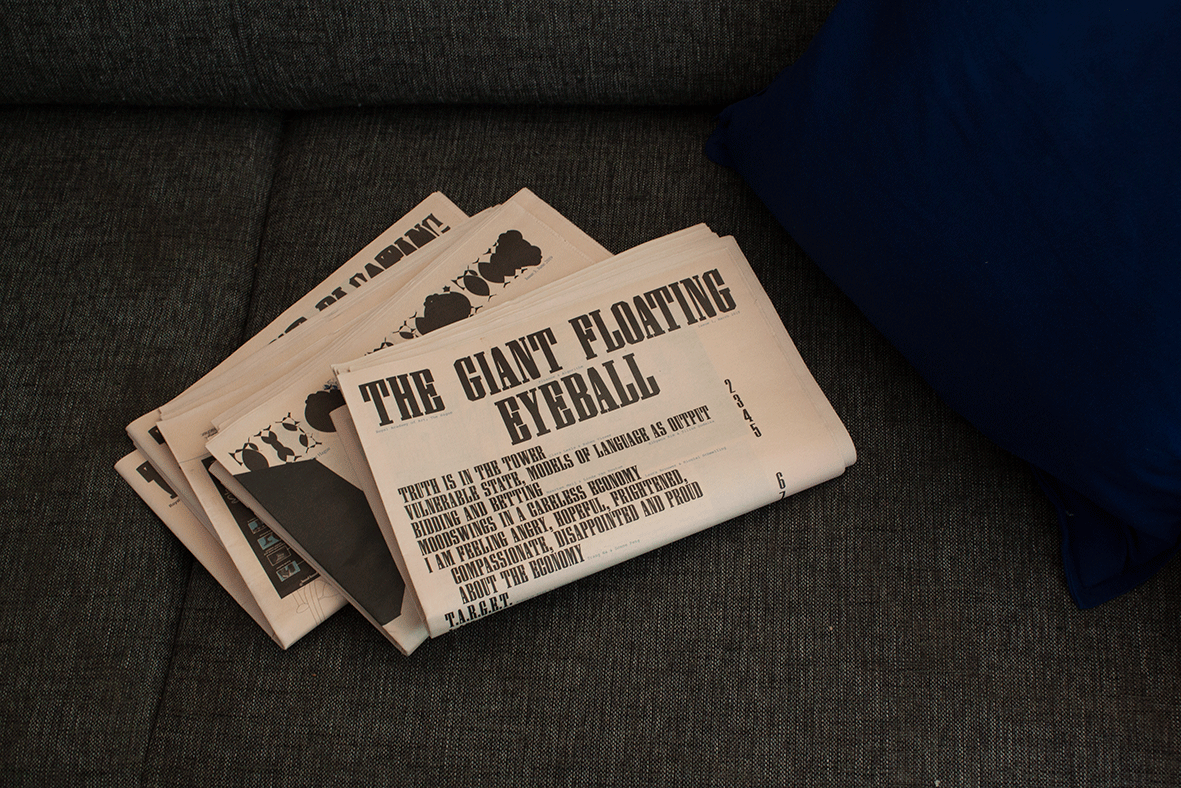 THE GIANT FLOATING
EYEBALL
TRUTH IS IN THE TOWER 2
VULNERABLE STATE, MODELS OF LANGUAGE AS OUTPUT 3
BIDDING AND BETTING 4
MOODSWINGS IN A CARELESS ECONOMY 5
I AM FEELING ANGRY, HOPEFUL, FRIGHTENED,
COMPASSIONATE, DISAPPOINTED AND PROUD
ABOUT THE ECONOMY 6
T.A.R.G.E.T. 7
FLOATING